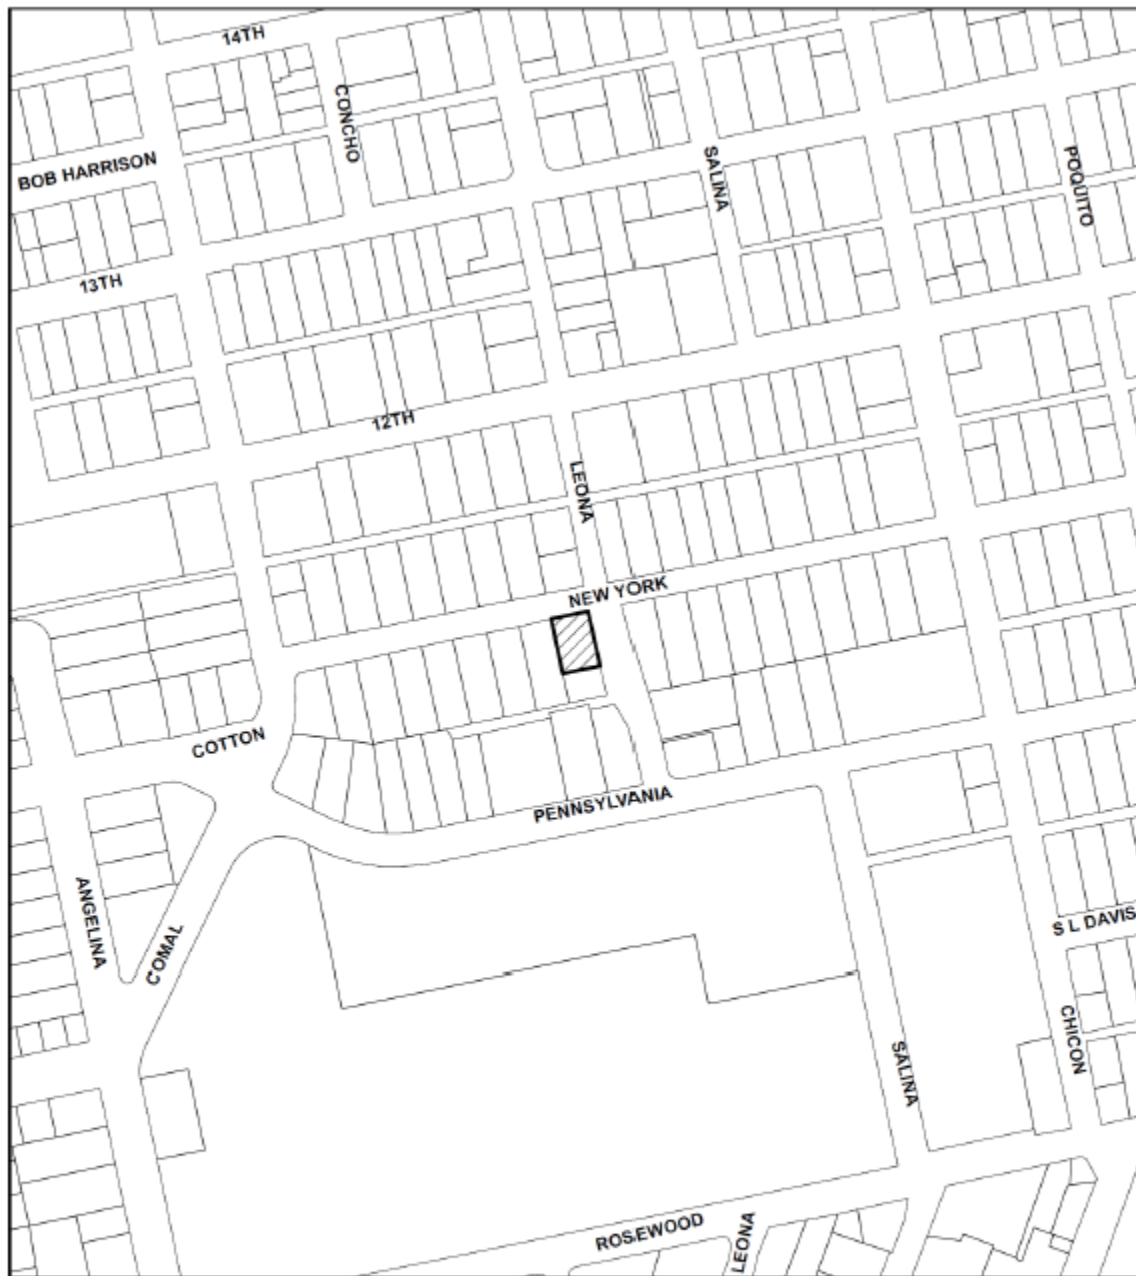 14TH
CONCHO
BOB HARRISON
SALINA
POQUITO
13TH
12TH
LEONA
NEW YORK
COTTON
PENNSYLVANIA
ANGELINA
COMAL
S L DAVIS
CHICON
SALINA
ROSEWOOD
LEONA